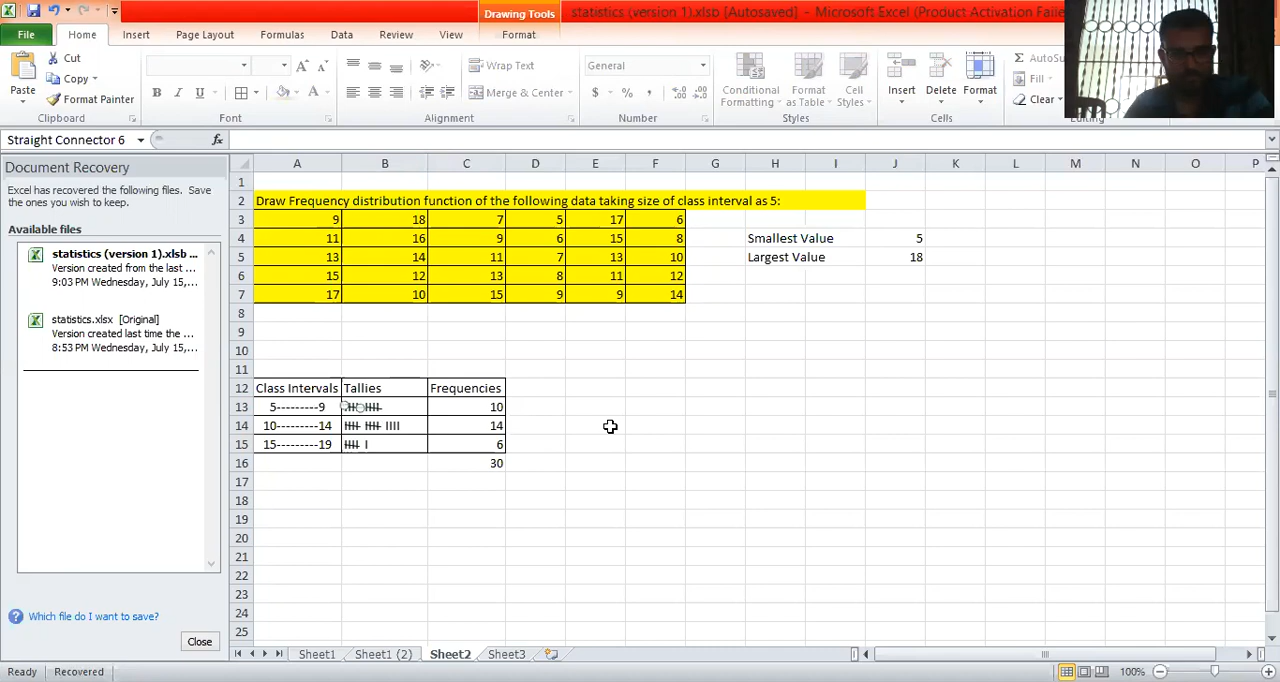 Drawing Tools
statistics (version 1).xlsb [Autosaved] - Microsoft Excel (Product Activation Faile
File Home Insert Page Layout Formulas Data Review View Format
Paste
Cut
Copy
Format Painter
B I U
A A
Wrap Text
Merge & Center
General
$ % ,
Conditional Formatting
Format as Table
Cell Styles
Insert
Delete
Format
Σ AutoSu
Fill
Clear
Clipboard Font Alignment Number Styles Cells Editing
Straight Connector 6 fx
Document Recovery
Excel has recovered the following files. Save
the ones you wish to keep.
Available files
statistics (version 1).xlsb ...
Version created from the last ...
9:03 PM Wednesday, July 15,...
statistics.xlsx [Original]
Version created last time the ...
8:53 PM Wednesday, July 15,...
Which file do I want to save?
Close
A B C D E F G H I J K L M N O P
1
2 Draw Frequency distribution function of the following data taking size of class interval as 5:
3 9 18 7 5 17 6
4 11 16 9 6 15 8 Smallest Value 5
5 13 14 11 7 13 10 Largest Value 18
6 15 12 13 8 11 12
7 17 10 15 9 9 14
8
9
10
11
12 Class Intervals Tallies Frequencies
13 5---------9 IIII IIII 10
14 10---------14 IIII IIII IIII 14
15 15---------19 IIII I 6
16 30
17
18
19
20
21
22
23
24
25
Sheet1 Sheet1 (2) Sheet2 Sheet3
Ready Recovered 100%